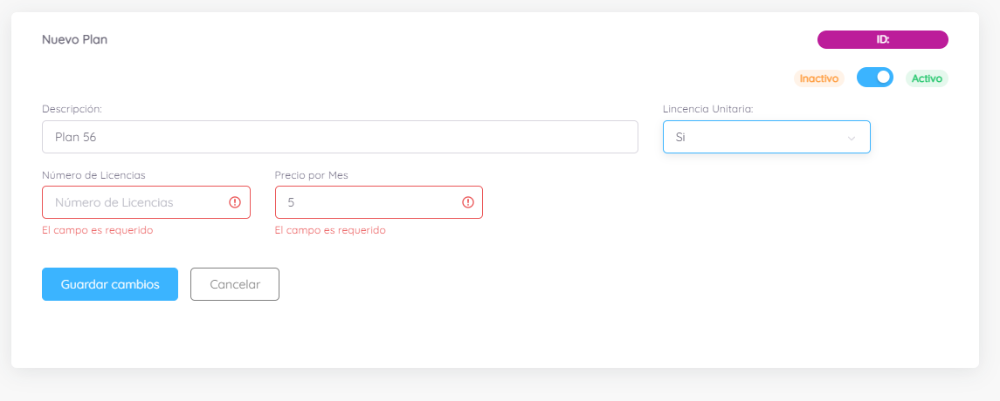 Nuevo Plan
ID:
Inactivo
Activo
Descripción:
Lincencia Unitaria:
Plan 56
Si
Número de Licencias
Precio por Mes
Número de Licencias
5
El campo es requerido
El campo es requerido
Guardar cambios
Cancelar